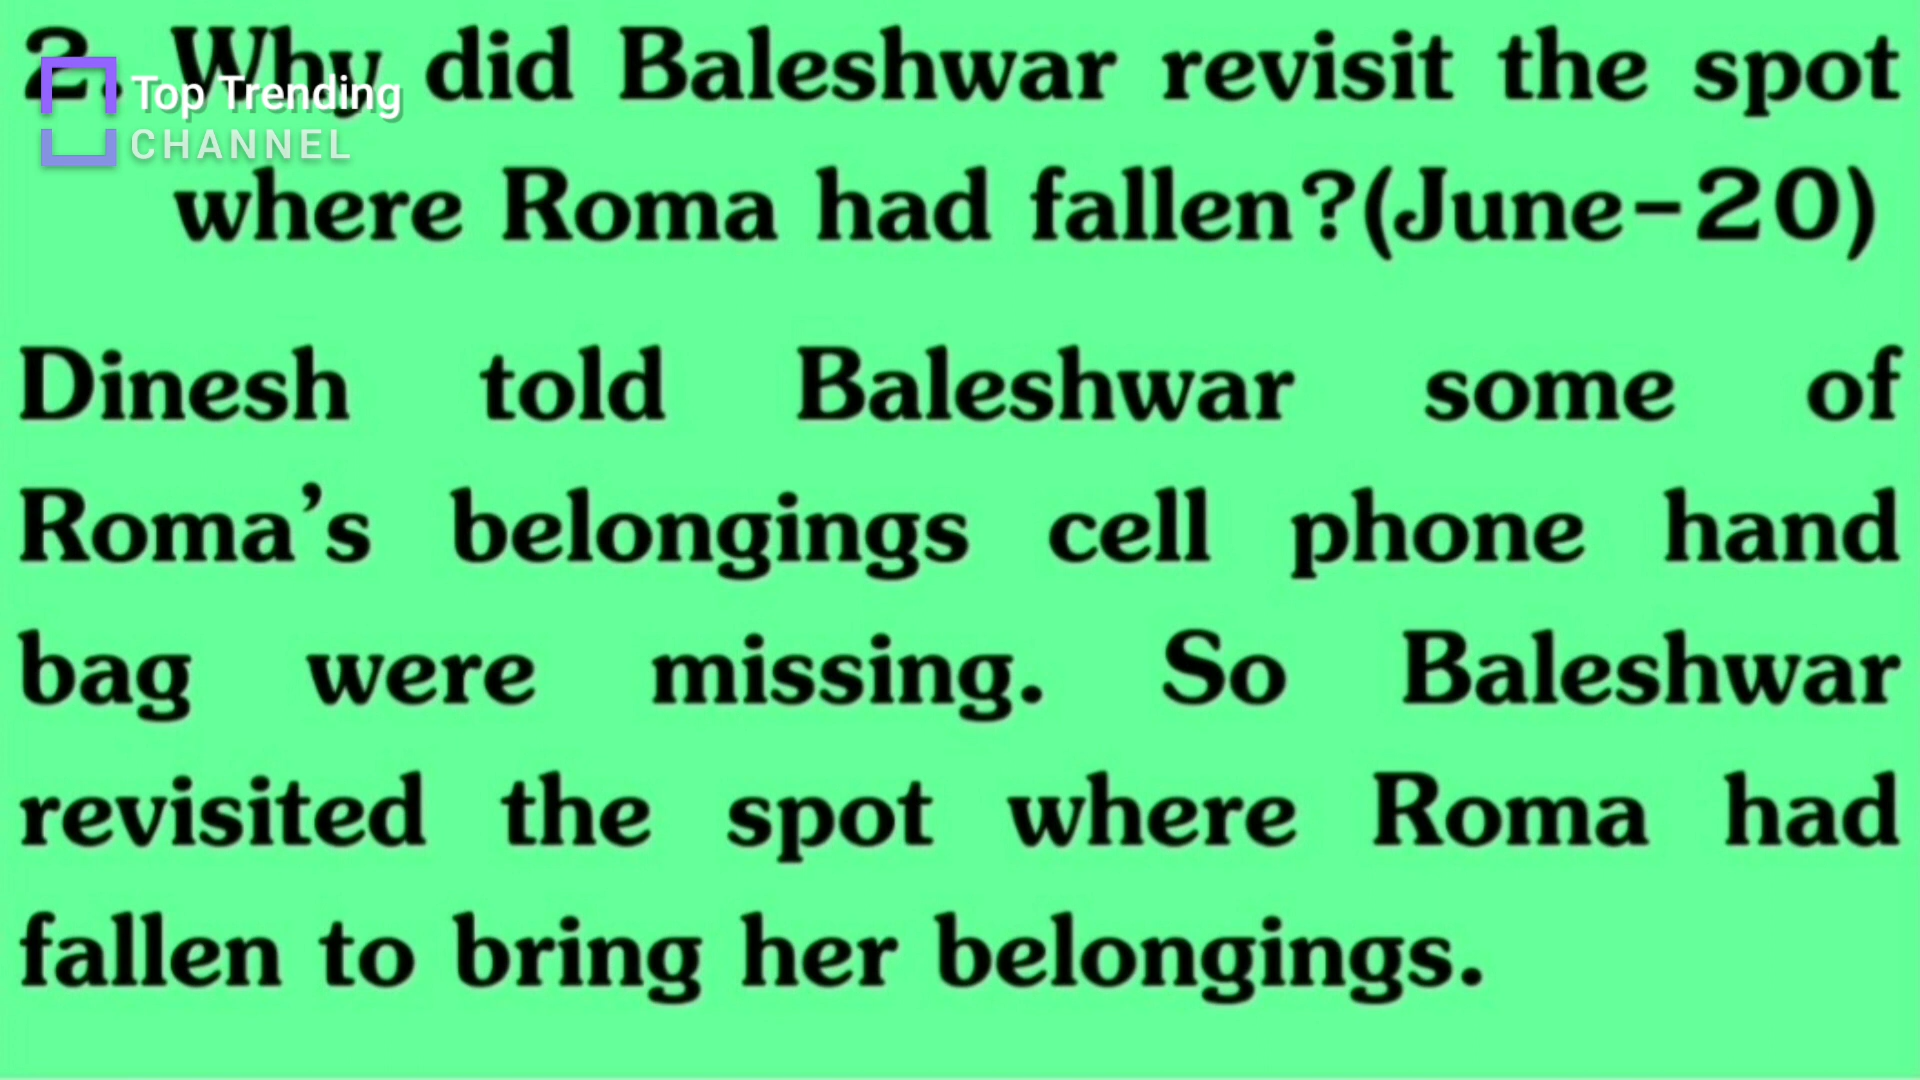 2. Why did Baleshwar revisit the spot
Top Trending
CHANNEL
where Roma had fallen?(June-20)
Dinesh told Baleshwar some of
Roma's belongings cell phone hand
bag were missing. So Baleshwar
revisited the spot where Roma had
fallen to bring her belongings.